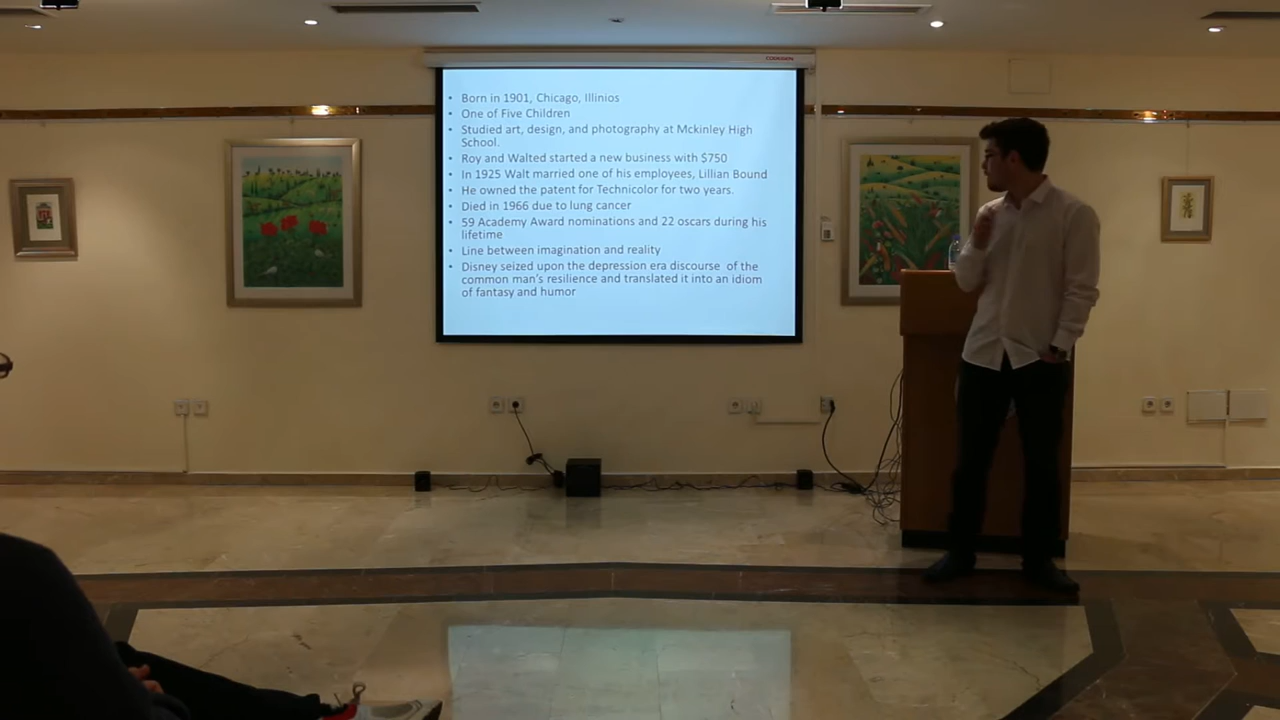 CODEGEN
• Born in 1901, Chicago, Illinios
• One of Five Children
• Studied art, design, and photography at Mckinley High
School.
• Roy and Walted started a new business with $750
• In 1925 Walt married one of his employees, Lillian Bound
• He owned the patent for Technicolor for two years.
• Died in 1966 due to lung cancer
• 59 Academy Award nominations and 22 oscars during his
lifetime
• Line between imagination and reality
• Disney seized upon the depression era discourse of the
common man's resilience and translated it into an idiom
of fantasy and humor